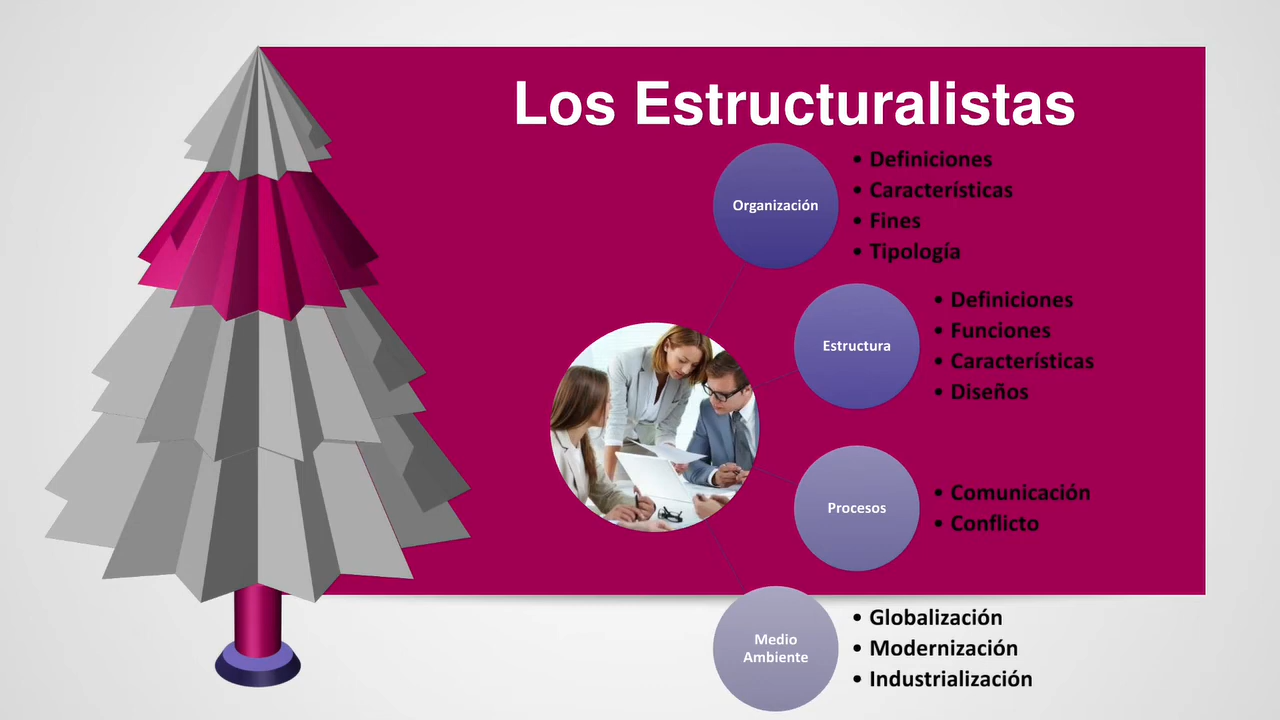 Los Estructuralistas
Organización
• Definiciones
• Características
• Fines
• Tipología
Estructura
• Definiciones
• Funciones
• Características
• Diseños
Procesos
• Comunicación
• Conflicto
Medio
Ambiente
• Globalización
• Modernización
• Industrialización